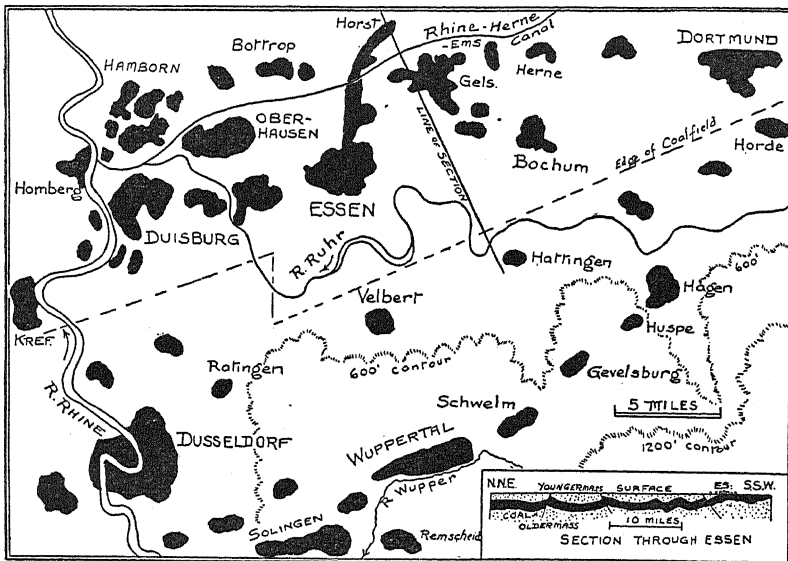 Horst
Rhine-Herne
Canal
-EMS
DORTMUND
Bottrop
HAMBORN
Gels.
Herne
OBER-
HAUSEN
LINE OF SECTION
Bochum
Edge of Coalfield
Horde
Homberg
ESSEN
DUISBURG
R. Ruhr
Hattingen
600'
Hagen
Velbert
KREF.
Huspe
Ratingen
600' contour
Gevelsburg
R. RHINE
5 MILES
Schwelm
DUSSELDORF
WUPPERTAL
1200' contour
R. Wupper
SOLINGEN
Remscheid
N.N.E.
YOUNGER MASS
SURFACE
ES.
S.S.W.
COAL
OLDER MASS
10 MILES
SECTION THROUGH ESSEN